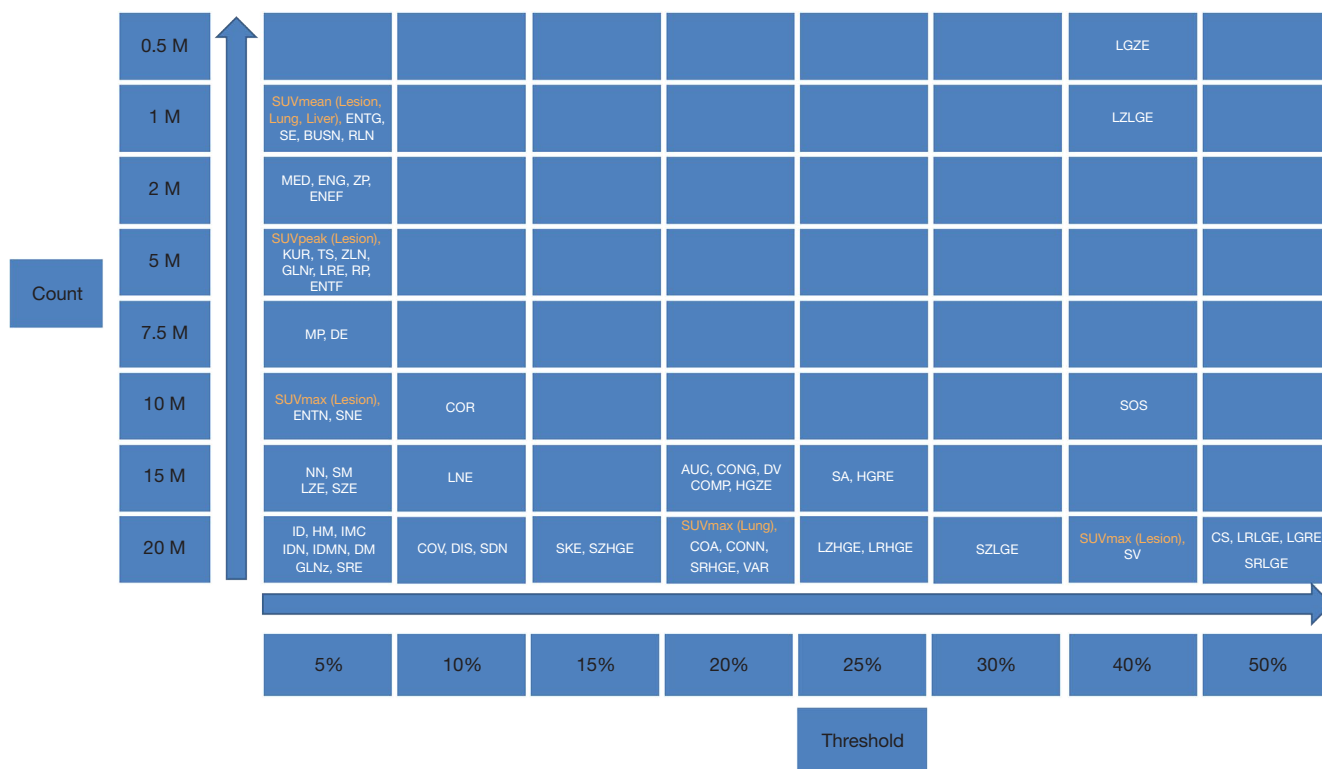 0.5 M
LGZE
1 M
SUVmean (Lesion,
Lung, Liver), ENTG,
SE, BUSN, RLN
LZLGE
2 M
MED, ENG, ZP,
ENEF
Count
5 M
SUVpeak (Lesion),
KUR, TS, ZLN,
GLNr, LRE, RP,
ENTF
7.5 M
MP, DE
10 M
SUVmax (Lesion),
ENTN, SNE
COR
SOS
15 M
NN, SM
LZE, SZE
LNE
AUC, CONG, DV
COMP, HGZE
SA, HGRE
20 M
ID, HM, IMC
IDN, IDMN, DM
GLNz, SRE
COV, DIS, SDN
SKE, SZHGE
SUVmax (Lung),
COA, CONN,
SRHGE, VAR
LZHGE, LRHGE
SZLGE
SUVmax (Lesion),
SV
CS, LRLGE, LGRE
SRLGE
5%
10%
15%
20%
25%
30%
40%
50%
Threshold